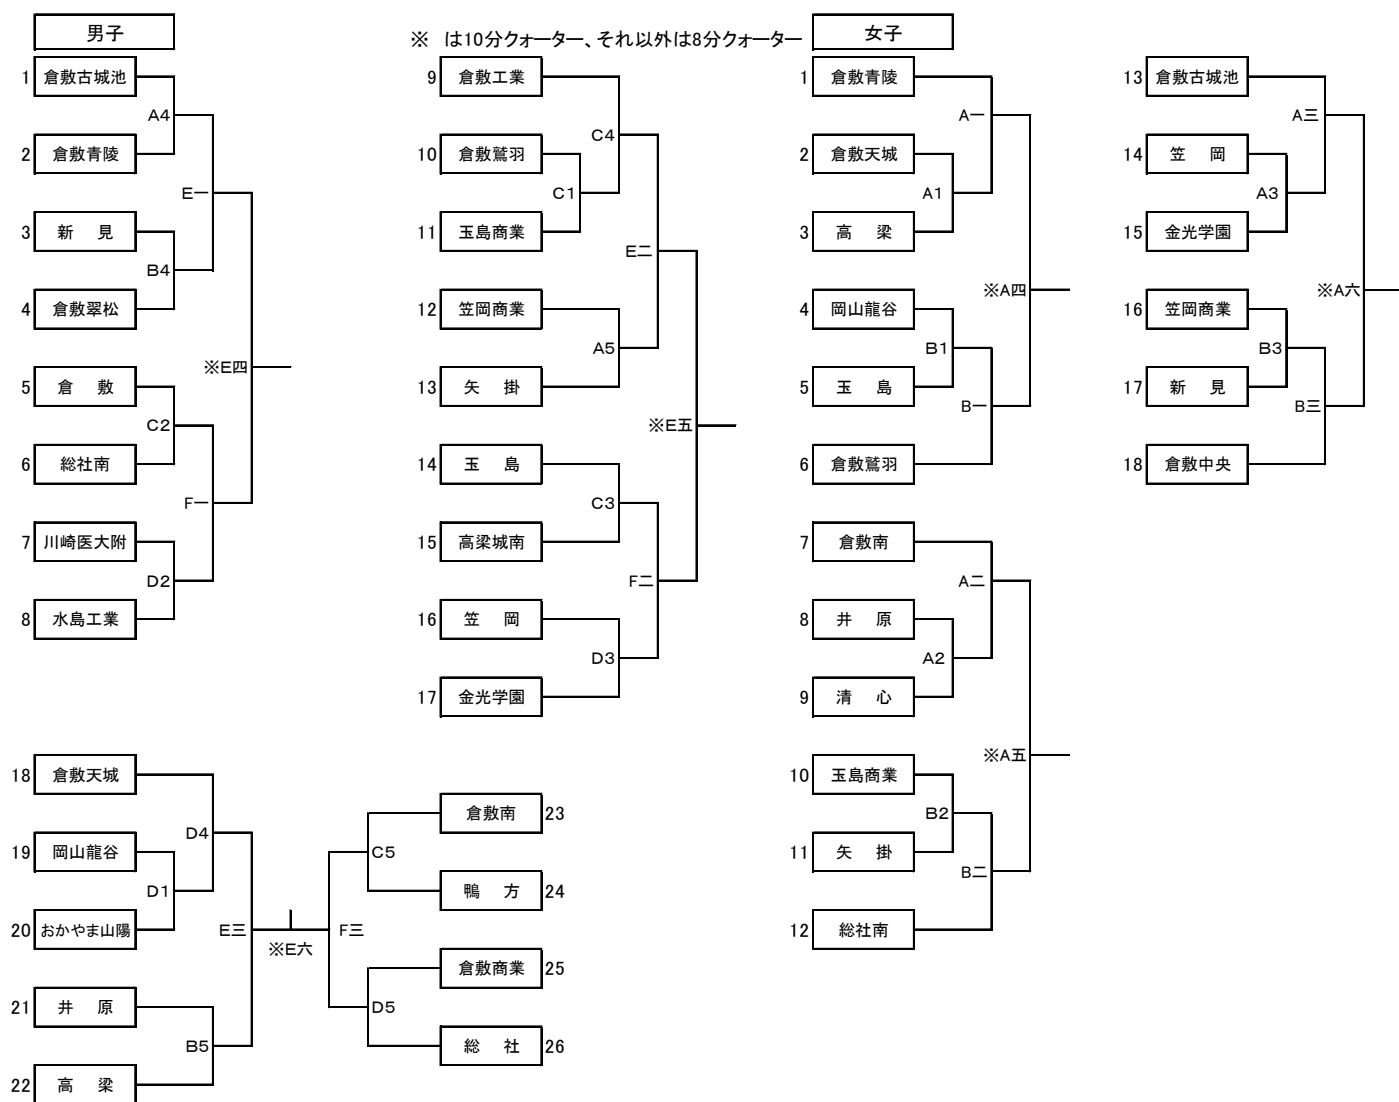 男子
※ は10分クォーター、それ以外は8分クォーター
1 倉敷古城池
A4
2 倉敷青陵
E一
3 新 見
B4
4 倉敷翠松
※E四
5 倉 敷
C2
6 総社南
F一
7 川崎医大附
D2
8 水島工業
9 倉敷工業
C4
10 倉敷鷲羽
C1
11 玉島商業
E二
12 笠岡商業
A5
13 矢 掛
※E五
14 玉 島
C3
15 高梁城南
F二
16 笠 岡
D3
17 金光学園
18 倉敷天城
D4
19 岡山龍谷
D1
20 おかやま山陽
E三
※E六
21 井 原
B5
22 高 梁
倉敷南 23
C5
鴨 方 24
F三
倉敷商業 25
D5
総 社 26
女子
1 倉敷青陵
A一
2 倉敷天城
A1
3 高 梁
※A四
4 岡山龍谷
B1
5 玉 島
B一
6 倉敷鷲羽
7 倉敷南
A二
8 井 原
A2
9 清 心
※A五
10 玉島商業
B2
11 矢 掛
B二
12 総社南
13 倉敷古城池
A三
14 笠 岡
A3
15 金光学園
※A六
16 笠岡商業
B3
17 新 見
B三
18 倉敷中央